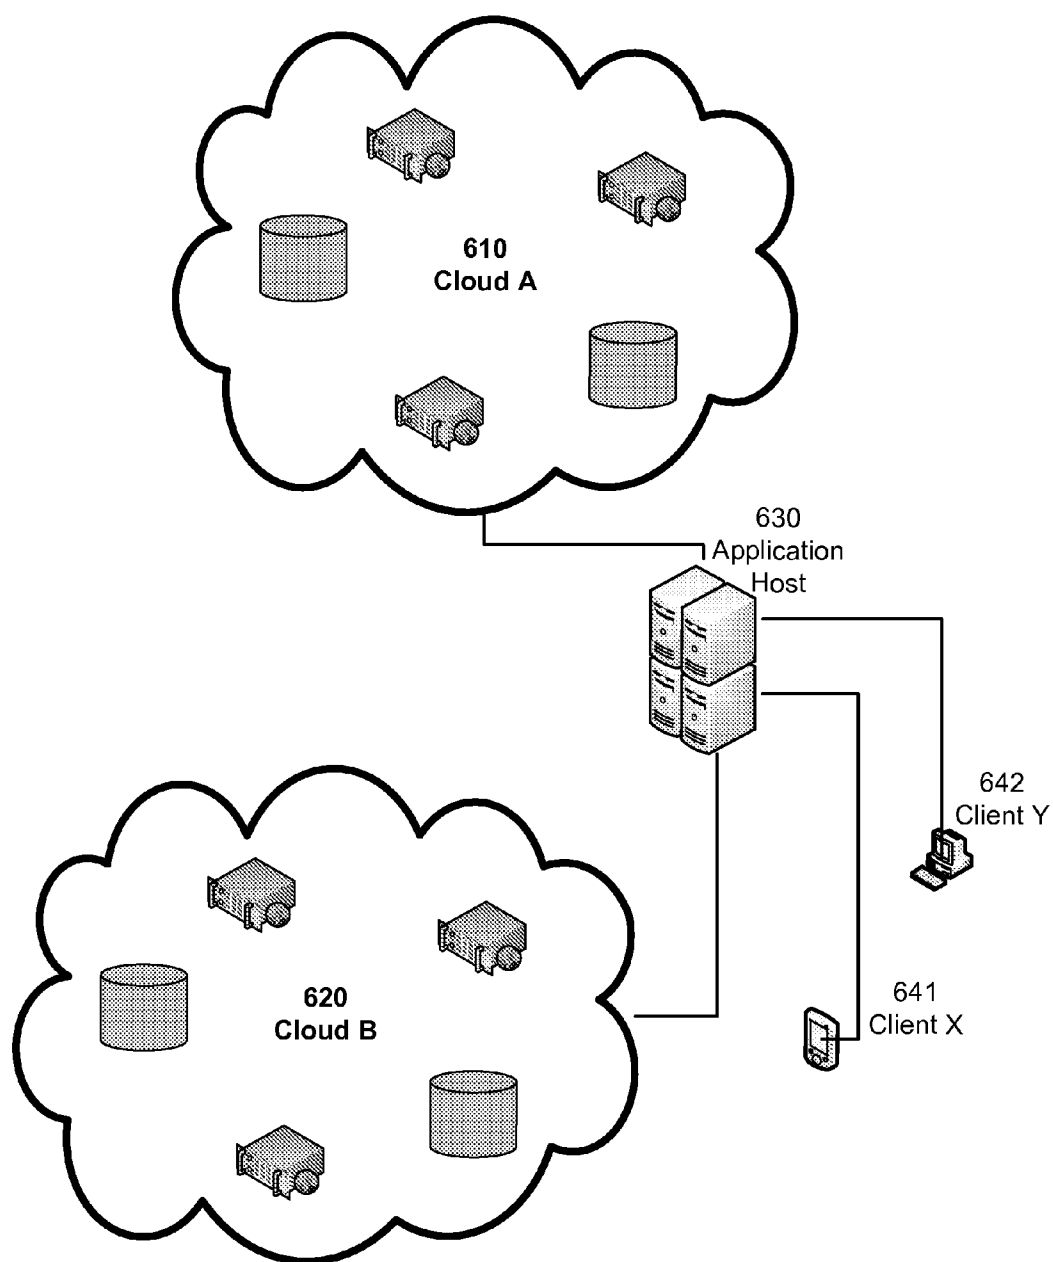 610
Cloud A
630
Application
Host
642
Client Y
641
Client X
620
Cloud B